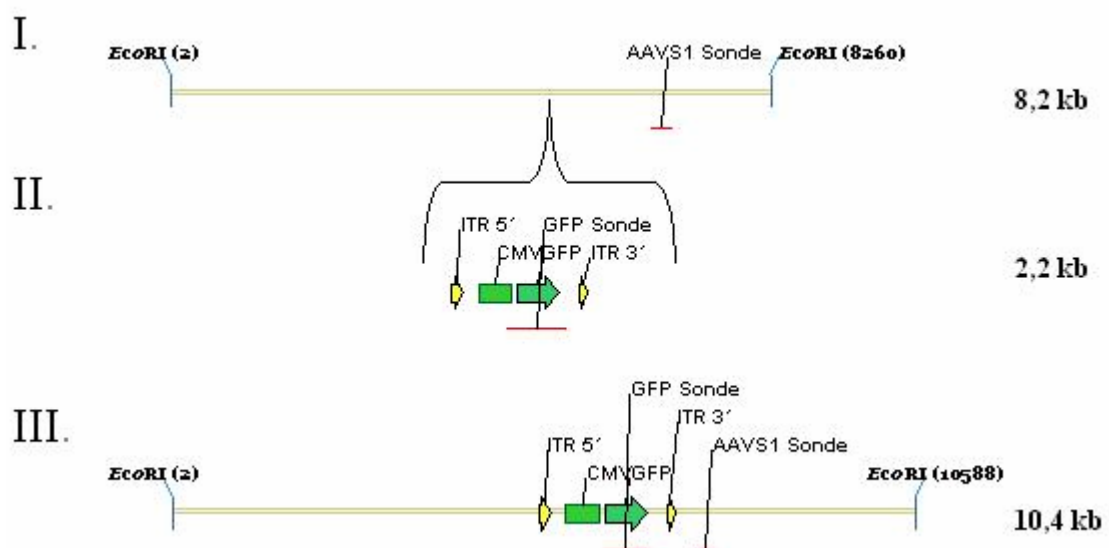 I.
EcoRI (2)
AAVS1 Sonde
EcoRI (8260)
8,2 kb
II.
ITR 5´
GFP Sonde
CMVGFP
ITR 3´
2,2 kb
III.
GFP Sonde
ITR 3´
ITR 5´
AAVS1 Sonde
EcoRI (2)
CMVGFP
EcoRI (10588)
10,4 kb